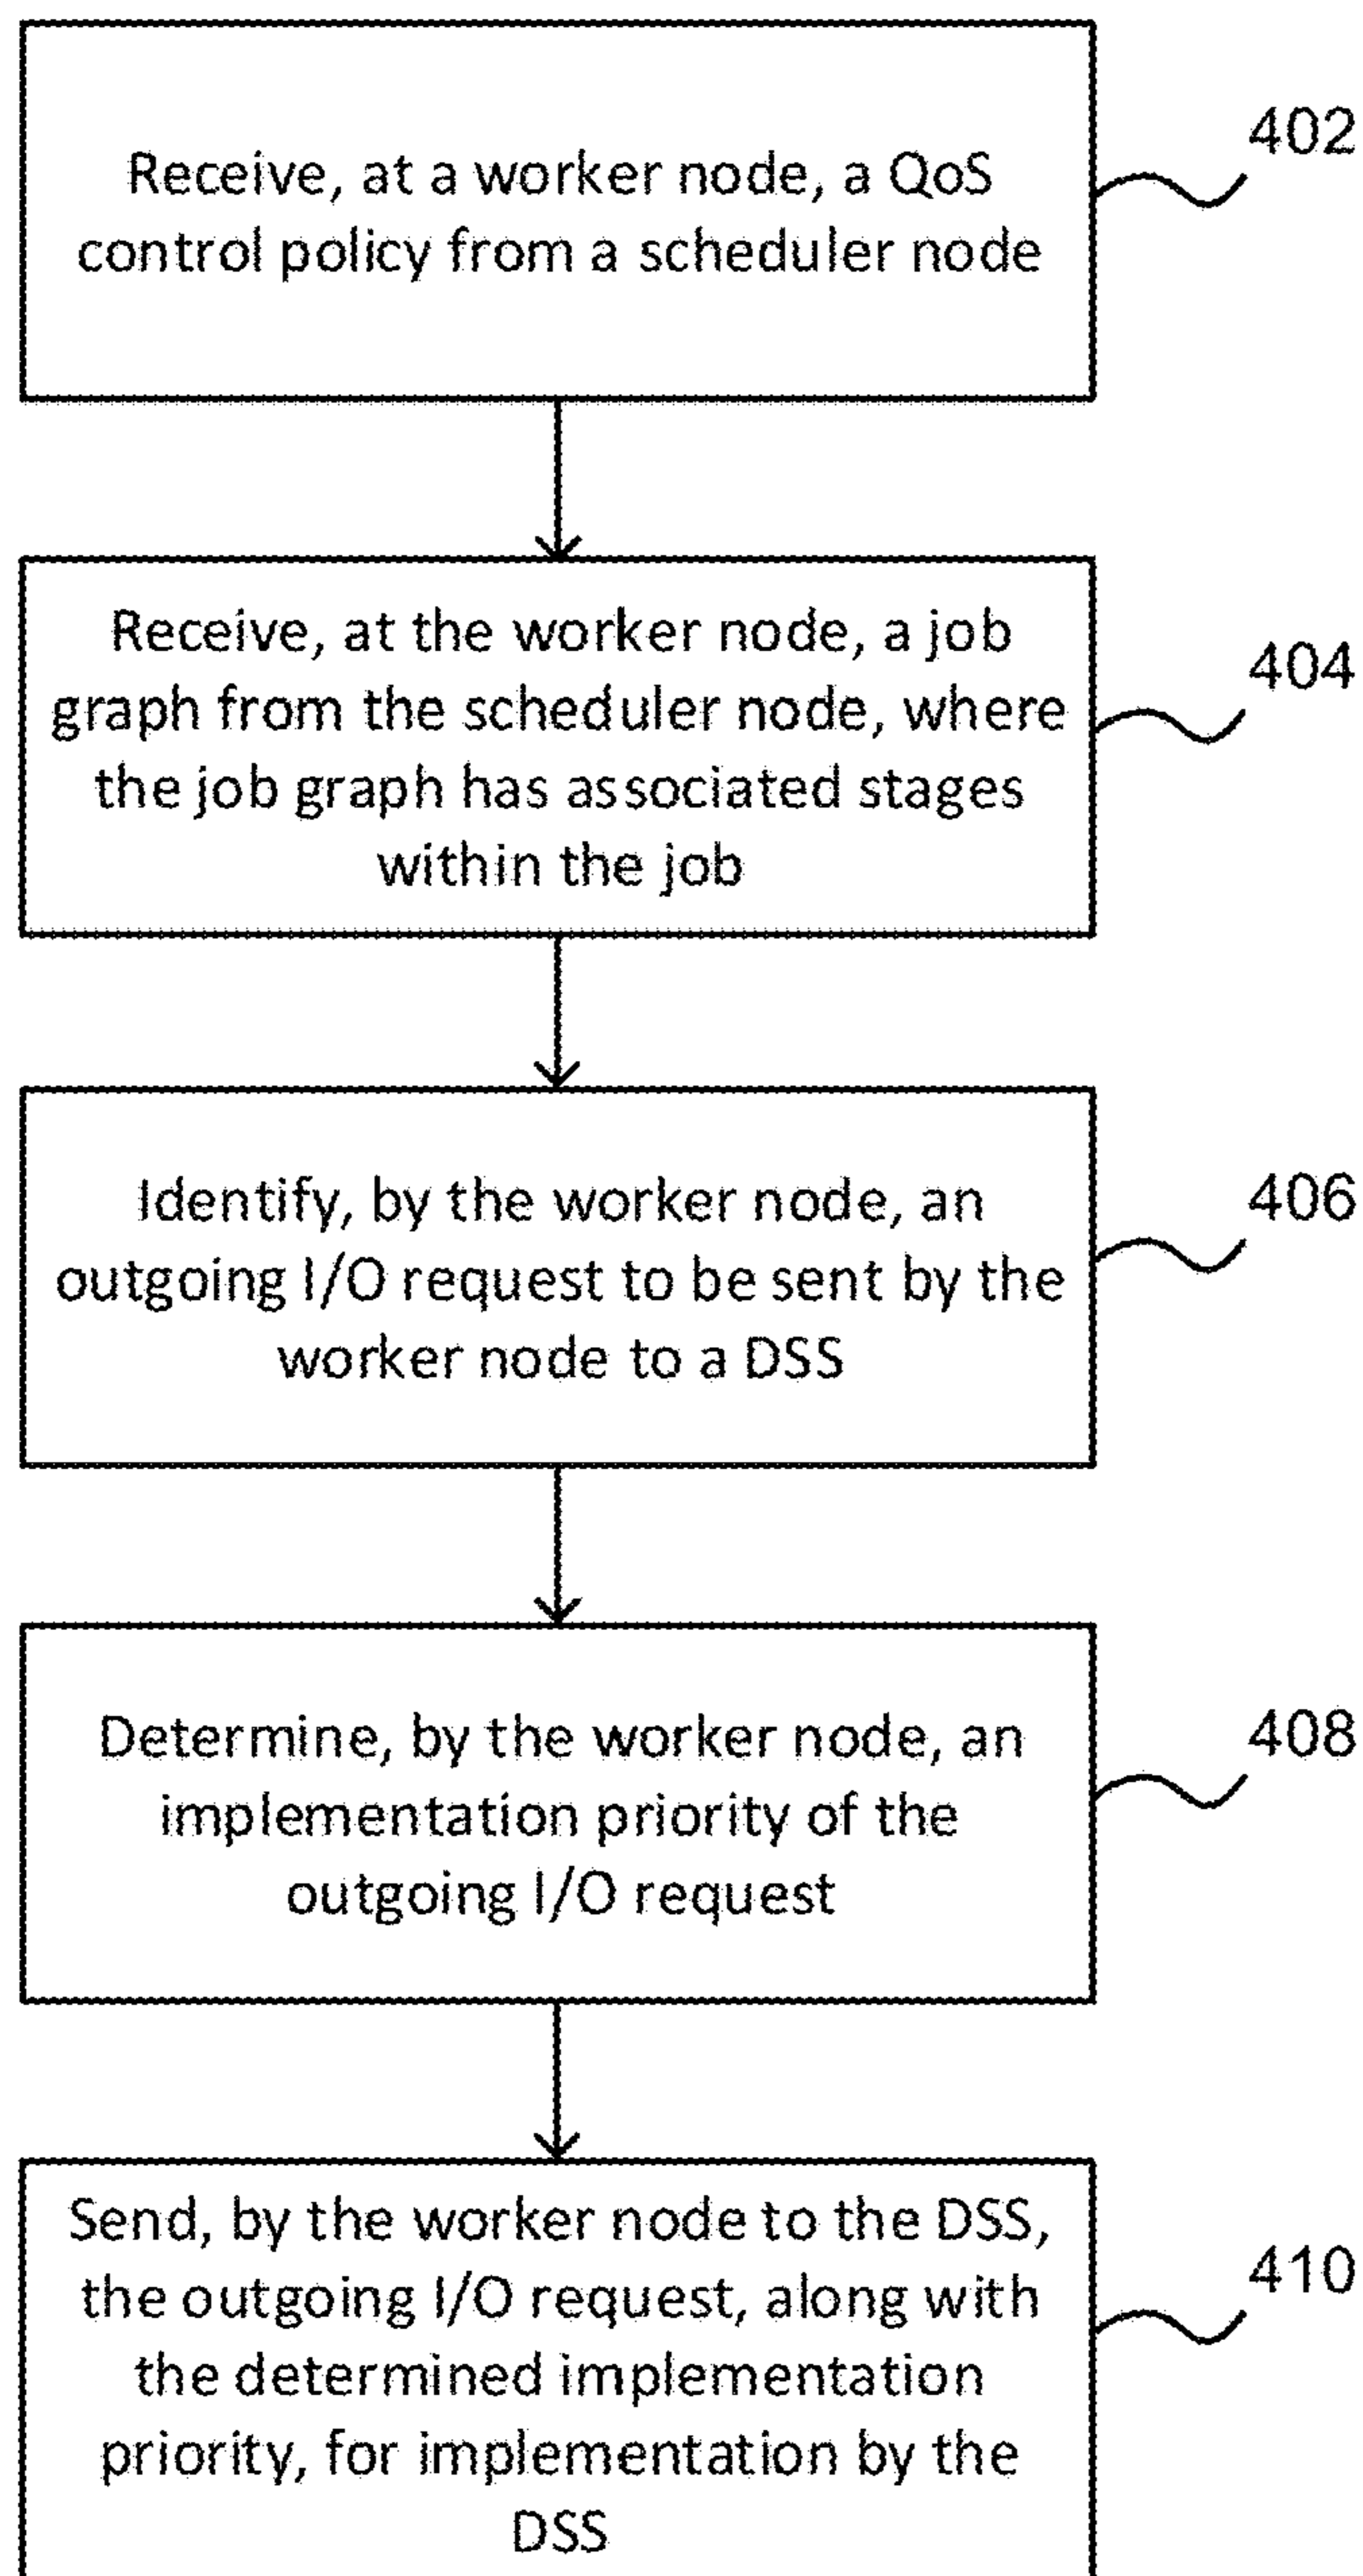 Receive, at a worker node, a QoS
control policy from a scheduler node
402
Receive, at the worker node, a job
graph from the scheduler node, where
the job graph has associated stages
within the job
404
Identify, by the worker node, an
outgoing I/O request to be sent by the
worker node to a DSS
406
Determine, by the worker node, an
implementation priority of the
outgoing I/O request
408
Send, by the worker node to the DSS,
the outgoing I/O request, along with
the determined implementation
priority, for implementation by the
DSS
410